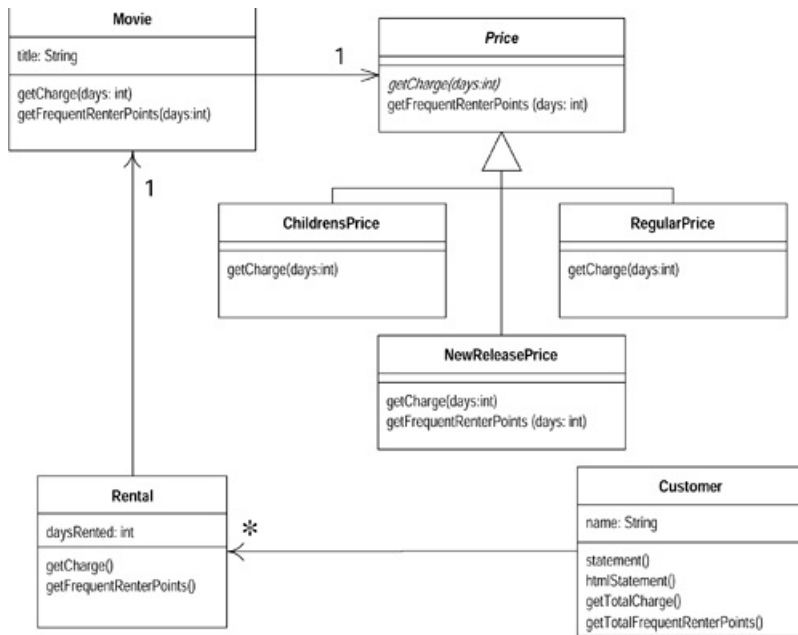 Movie
title: String
getCharge(days: int)
getFrequentRenterPoints(days:int)
1
Price
getCharge(days:int)
getFrequentRenterPoints (days: int)
1
ChildrensPrice
getCharge(days:int)
RegularPrice
getCharge(days:int)
NewReleasePrice
getCharge(days:int)
getFrequentRenterPoints (days: int)
Rental
daysRented: int
getCharge()
getFrequentRenterPoints()
*
Customer
name: String
statement()
htmlStatement()
getTotalCharge()
getTotalFrequentRenterPoints()